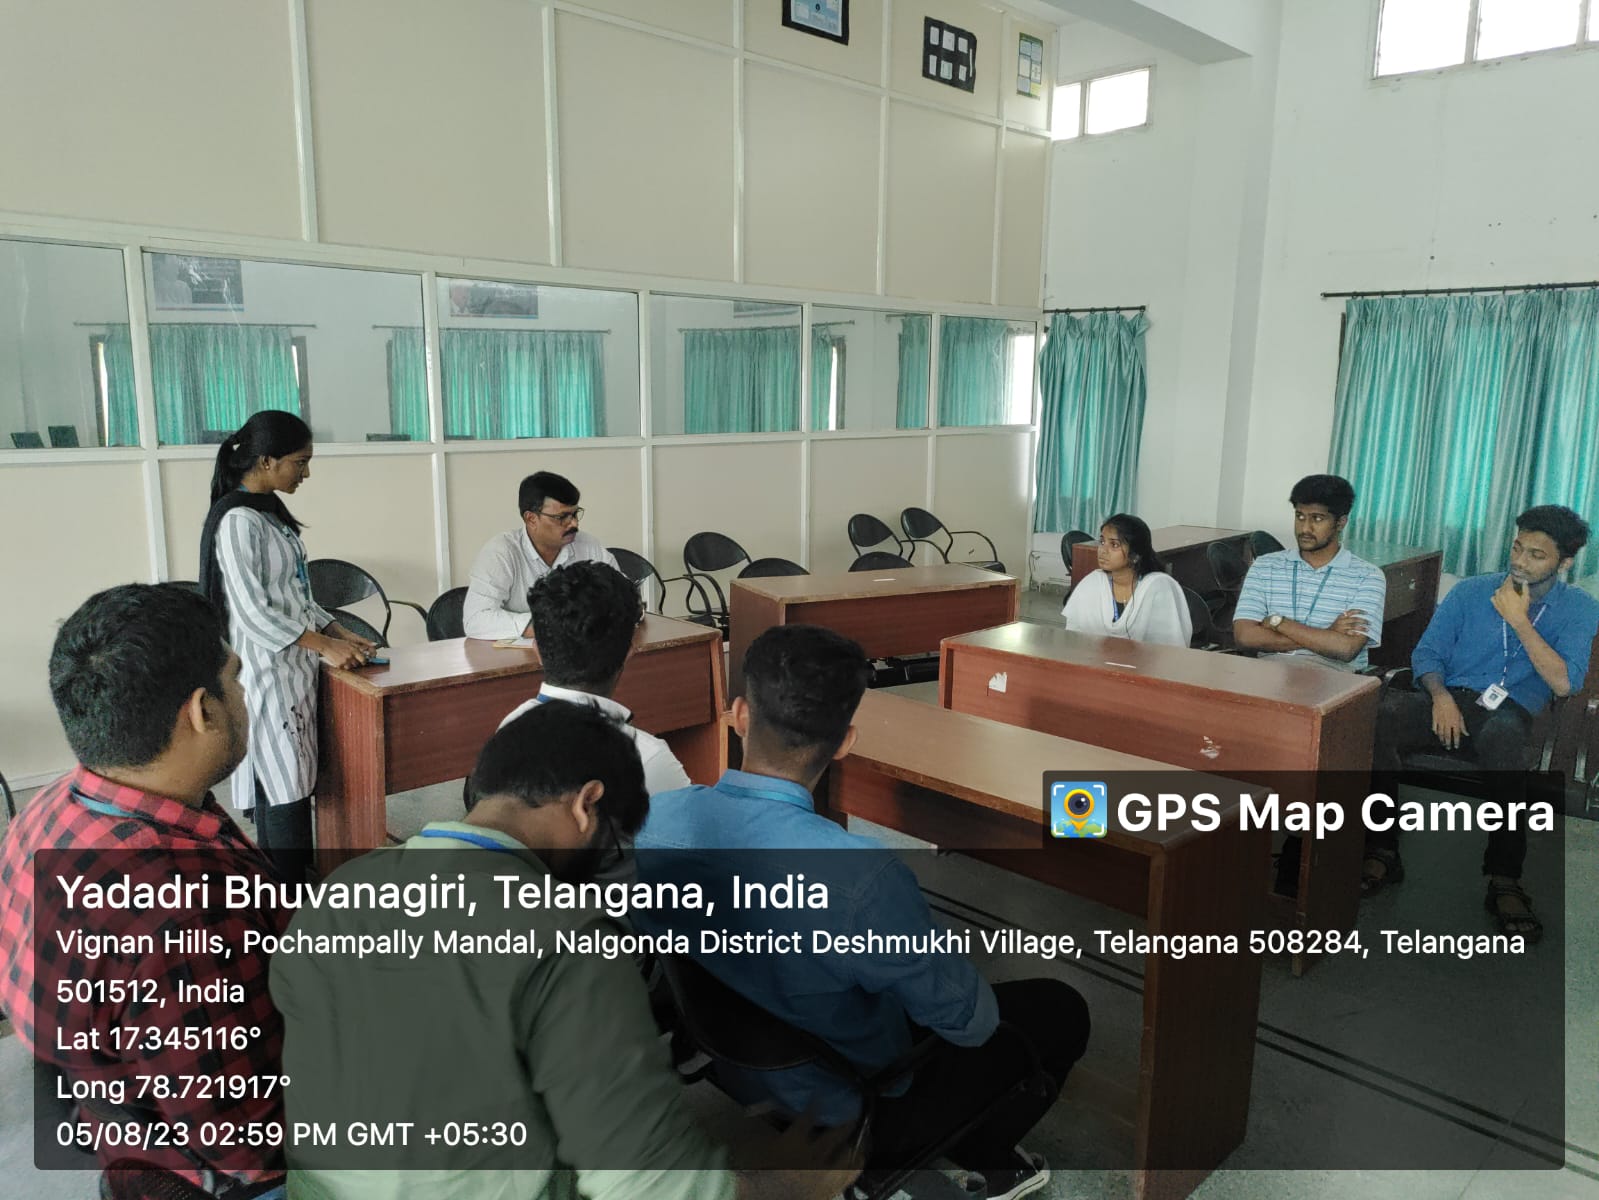 GPS Map Camera
Yadadri Bhuvanagiri, Telangana, India
Vignan Hills, Pochampally Mandal, Nalgonda District Deshmukhi Village, Telangana 508284, Telangana
501512, India
Lat 17.345116°
Long 78.721917°
05/08/23 02:59 PM GMT +05:30